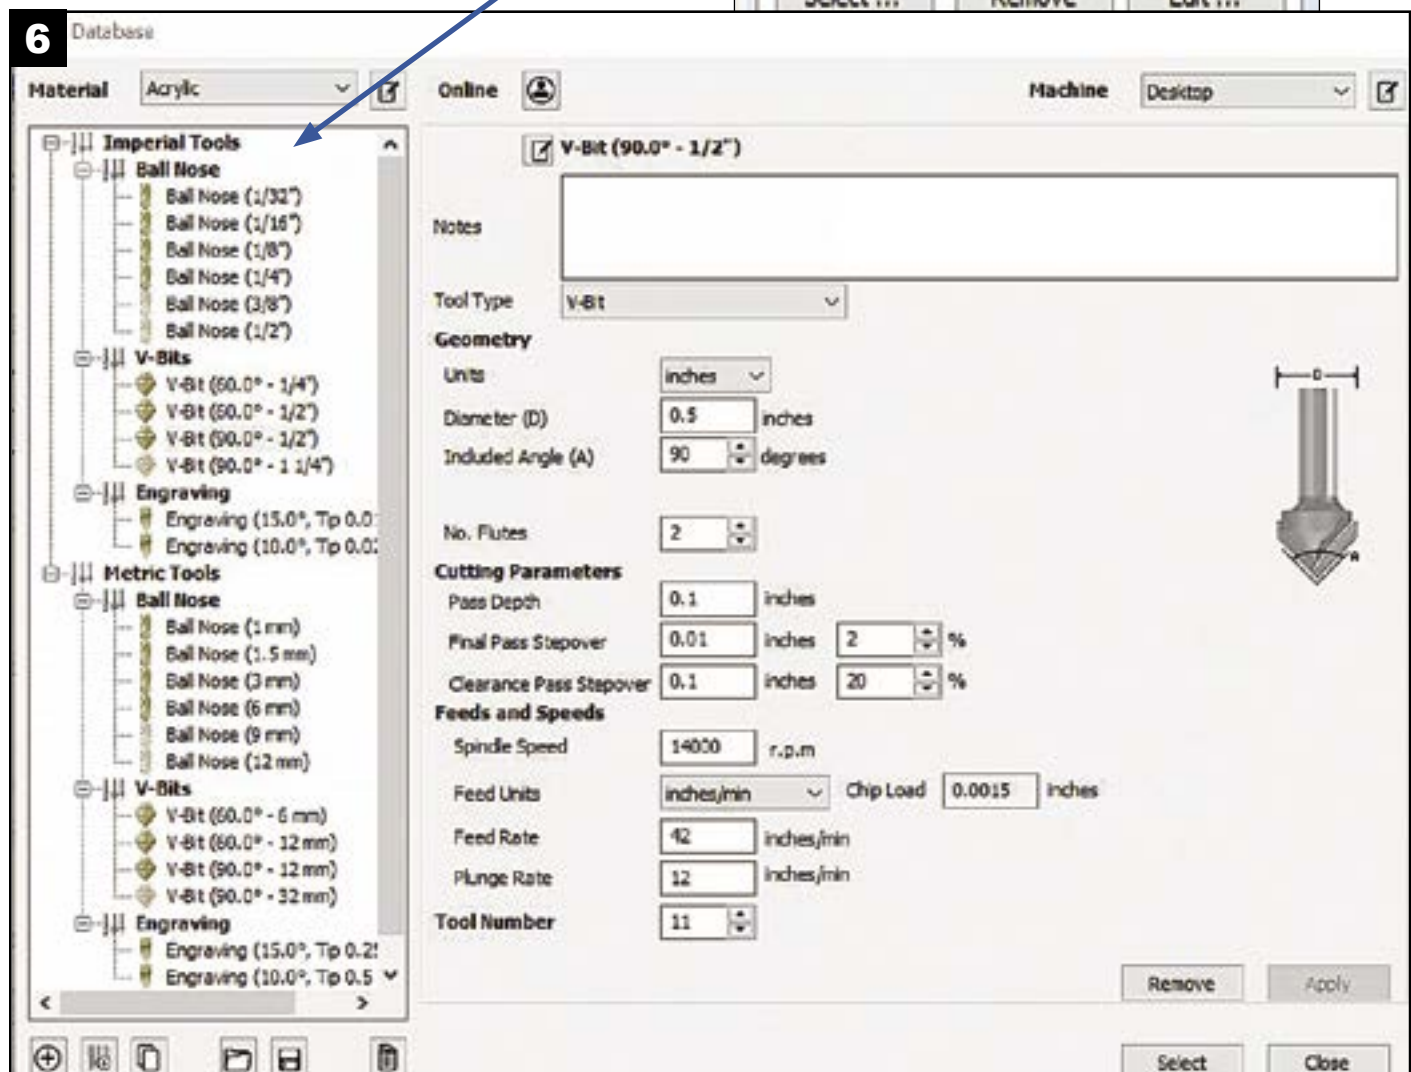 Select ... Remove Edit ...
6
Database
Material Acrylic Online Machine Desktop
Imperial Tools
Ball Nose
Ball Nose (1/32")
Ball Nose (1/16")
Ball Nose (1/8")
Ball Nose (1/4")
Ball Nose (3/8")
Ball Nose (1/2")
V-Bits
V-Bit (60.0° - 1/4")
V-Bit (60.0° - 1/2")
V-Bit (90.0° - 1/2")
V-Bit (90.0° - 1 1/4")
Engraving
Engraving (15.0°, Tip 0.0
Engraving (10.0°, Tip 0.02
Metric Tools
Ball Nose
Ball Nose (1 mm)
Ball Nose (1.5 mm)
Ball Nose (3 mm)
Ball Nose (6 mm)
Ball Nose (9 mm)
Ball Nose (12 mm)
V-Bits
V-Bit (60.0° - 6 mm)
V-Bit (60.0° - 12 mm)
V-Bit (90.0° - 12 mm)
V-Bit (90.0° - 32 mm)
Engraving
Engraving (15.0°, Tip 0.25
Engraving (10.0°, Tip 0.5
V-Bit (90.0° - 1/2")
Notes
Tool Type V-Bit
Geometry
Units inches
Diameter (D) 0.5 inches
Included Angle (A) 90 degrees
No. Flutes 2
D
A
Cutting Parameters
Pass Depth 0.1 inches
Final Pass Stepover 0.01 inches 2 %
Clearance Pass Stepover 0.1 inches 20 %
Feeds and Speeds
Spindle Speed 14000 r.p.m
Feed Units inches/min Chip Load 0.0015 inches
Feed Rate 42 inches/min
Plunge Rate 12 inches/min
Tool Number 11
Remove Apply
Select Close